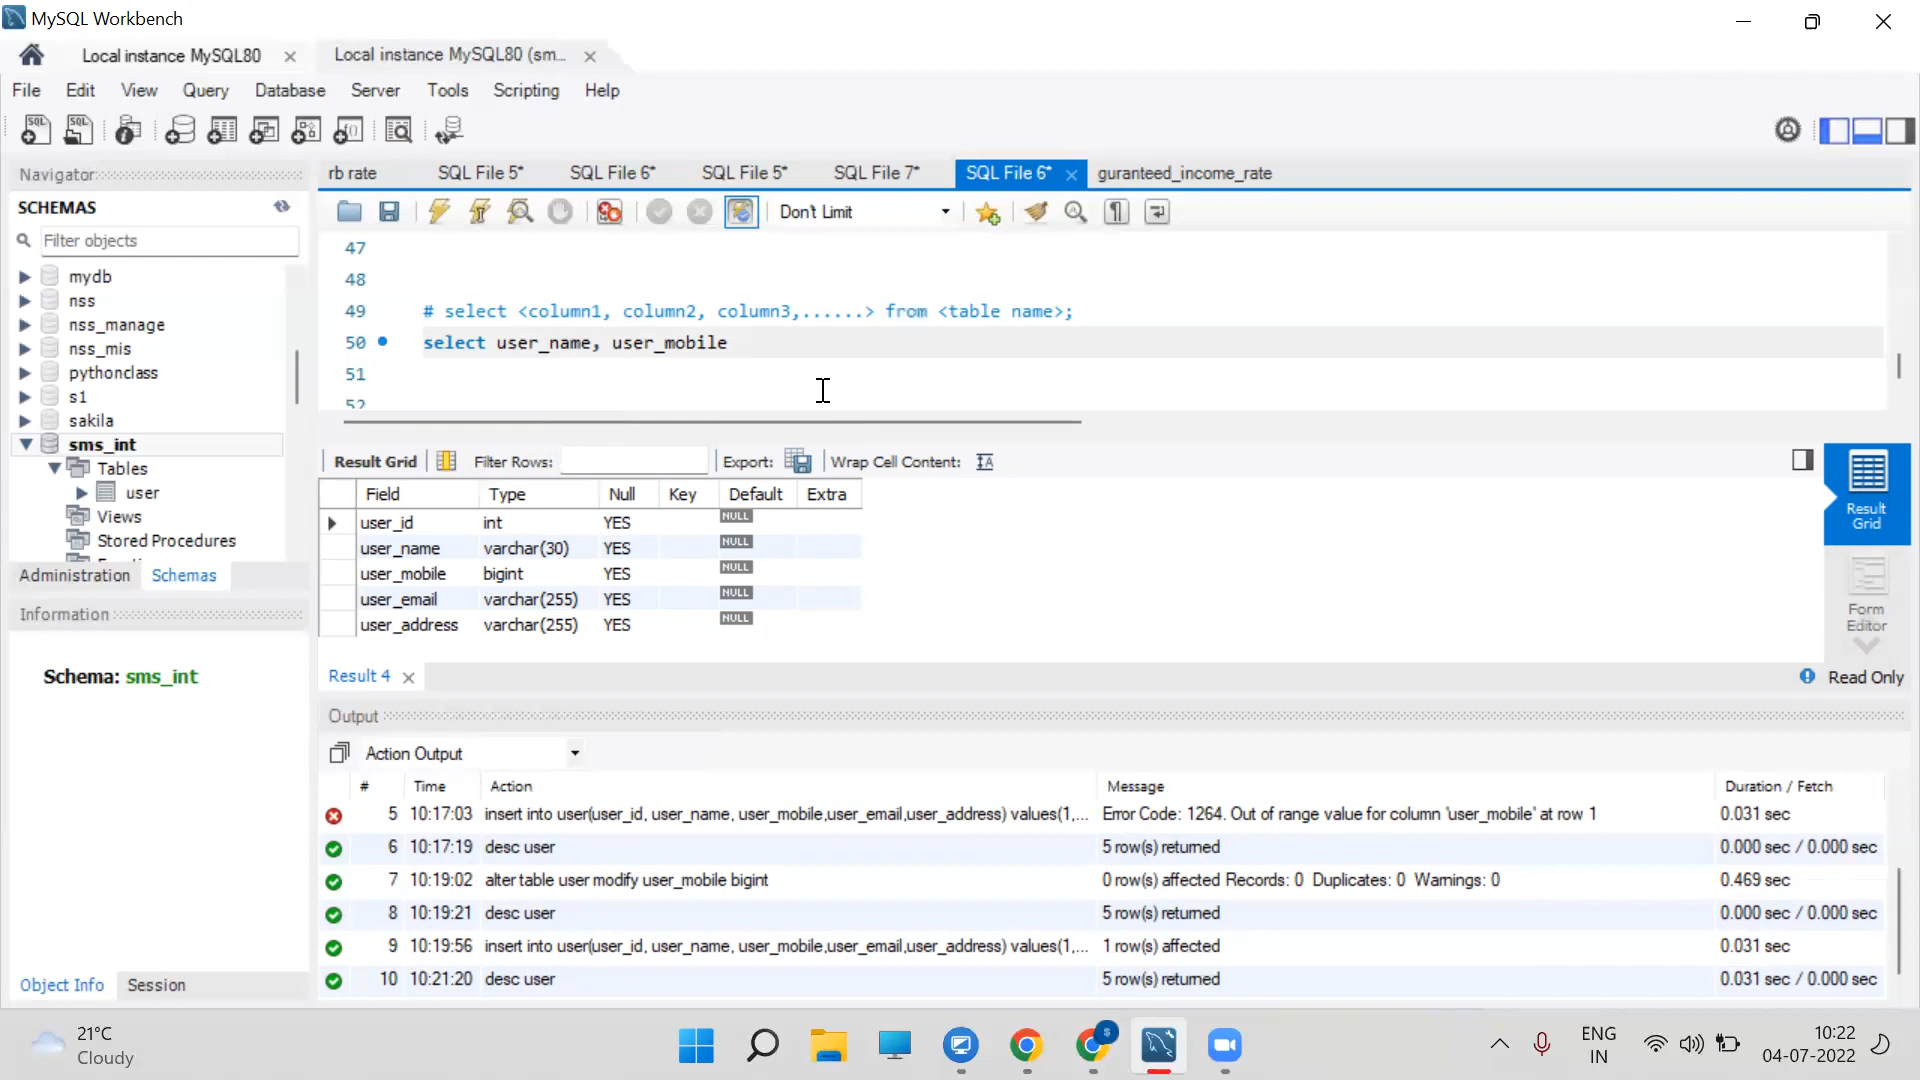 MySQL Workbench
Local instance MySQL80
Local instance MySQL80 (sm...
File Edit View Query Database Server Tools Scripting Help
Navigator
rb rate SQL File 5* SQL File 6* SQL File 5* SQL File 7* SQL File 6* guranteed_income_rate
SCHEMAS
Filter objects
Don't Limit
mydb
nss
nss_manage
nss_mis
pythonclass
s1
sakila
sms_int
Tables
user
Views
Stored Procedures
47
48
49 # select <column1, column2, column3,......> from <table name>;
50 select user_name, user_mobile
51
52
Result Grid Filter Rows: Export: Wrap Cell Content:
Field Type Null Key Default Extra
user_id int YES NULL
user_name varchar(30) YES NULL
user_mobile bigint YES NULL
user_email varchar(255) YES NULL
user_address varchar(255) YES NULL
Result Grid
Form Editor
Administration Schemas
Information
Schema: sms_int
Result 4
Read Only
Output
Action Output
# Time Action Message Duration / Fetch
5 10:17:03 insert into user(user_id, user_name, user_mobile,user_email,user_address) values(1,... Error Code: 1264. Out of range value for column 'user_mobile' at row 1 0.031 sec
6 10:17:19 desc user 5 row(s) returned 0.000 sec / 0.000 sec
7 10:19:02 alter table user modify user_mobile bigint 0 row(s) affected Records: 0 Duplicates: 0 Warnings: 0 0.469 sec
8 10:19:21 desc user 5 row(s) returned 0.000 sec / 0.000 sec
9 10:19:56 insert into user(user_id, user_name, user_mobile,user_email,user_address) values(1,... 1 row(s) affected 0.031 sec
10 10:21:20 desc user 5 row(s) returned 0.031 sec / 0.000 sec
Object Info Session
21°C
Cloudy
S
ENG
IN
10:22
04-07-2022